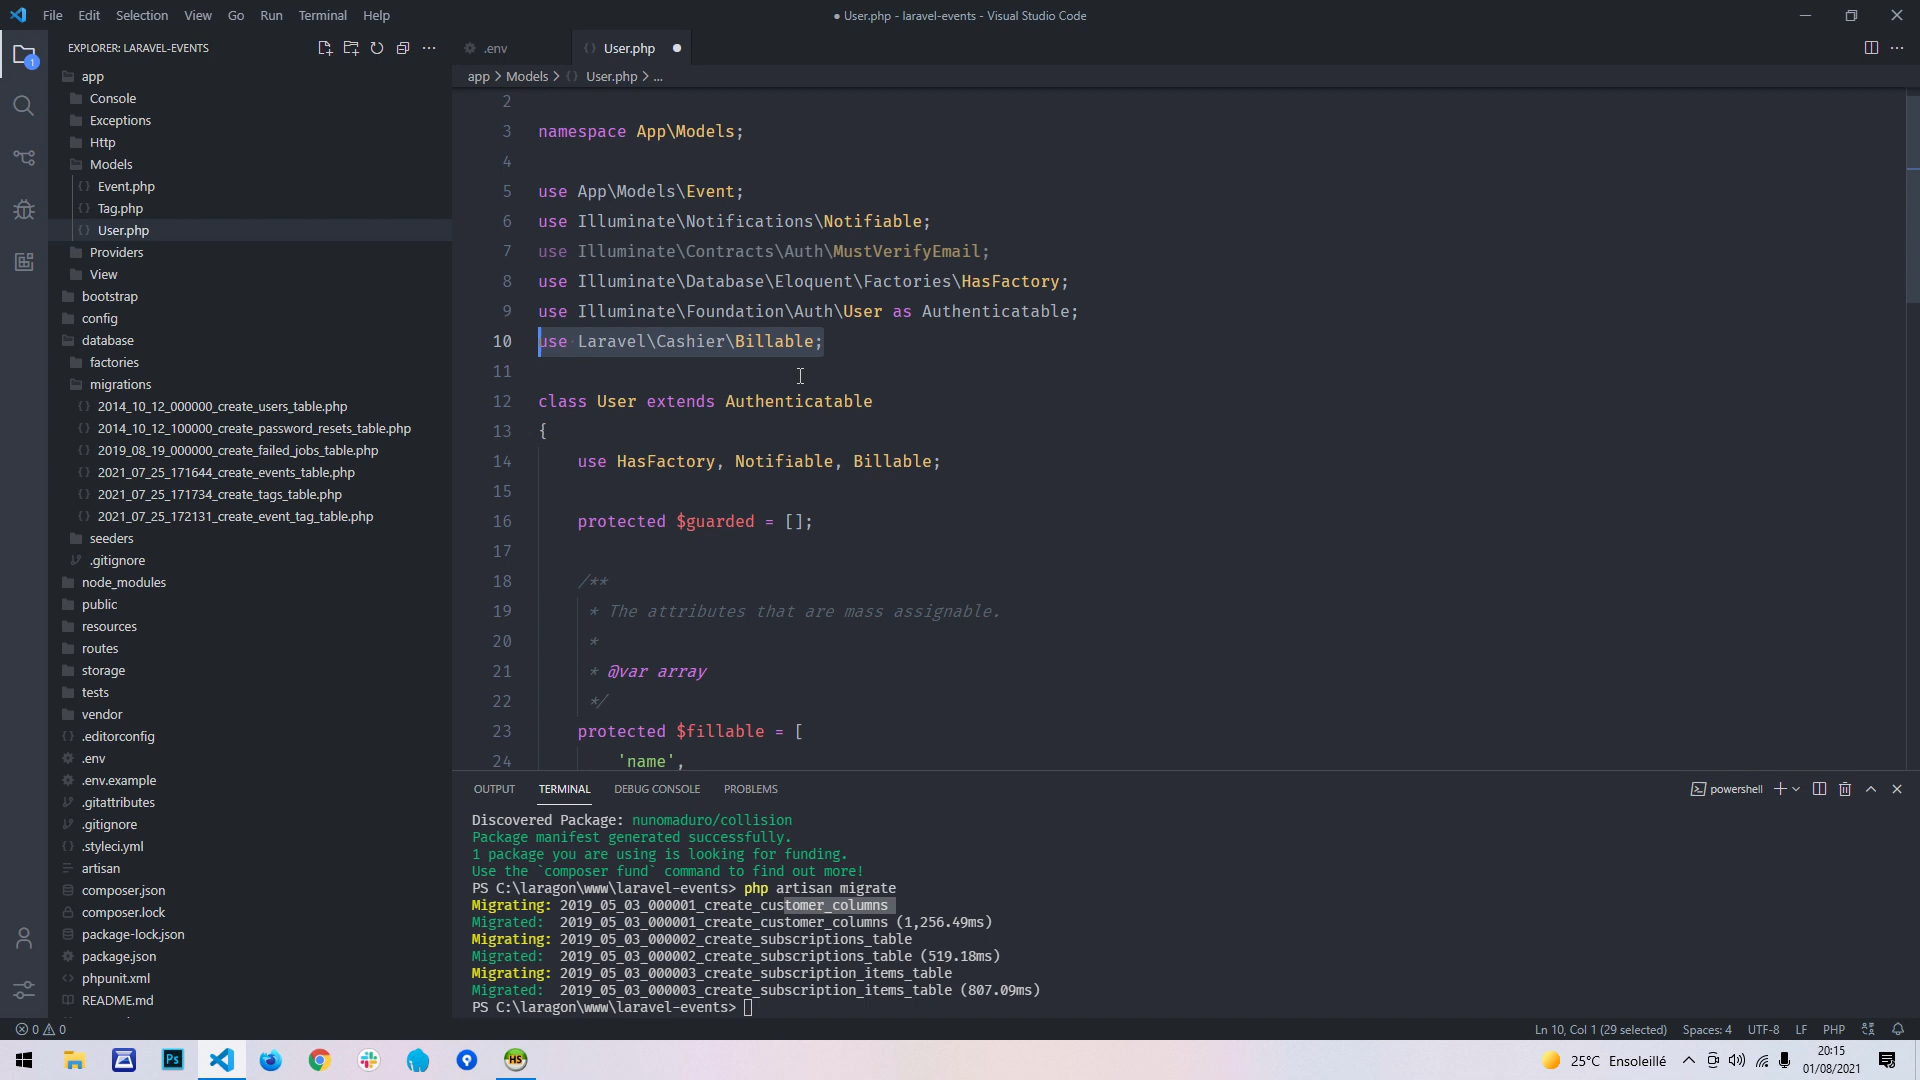 File Edit Selection View Go Run Terminal Help
● User.php - laravel-events - Visual Studio Code
EXPLORER: LARAVEL-EVENTS
.env
User.php
app > Models > User.php > ...
1
app
Console
Exceptions
Http
Models
Event.php
Tag.php
User.php
Providers
View
bootstrap
config
database
factories
migrations
2014_10_12_000000_create_users_table.php
2014_10_12_100000_create_password_resets_table.php
2019_08_19_000000_create_failed_jobs_table.php
2021_07_25_171644_create_events_table.php
2021_07_25_171734_create_tags_table.php
2021_07_25_172131_create_event_tag_table.php
seeders
.gitignore
node_modules
public
resources
routes
storage
tests
vendor
.editorconfig
.env
.env.example
.gitattributes
.gitignore
.styleci.yml
artisan
composer.json
composer.lock
package-lock.json
package.json
phpunit.xml
README.md
2
3 namespace App\Models;
4
5 use App\Models\Event;
6 use Illuminate\Notifications\Notifiable;
7 use Illuminate\Contracts\Auth\MustVerifyEmail;
8 use Illuminate\Database\Eloquent\Factories\HasFactory;
9 use Illuminate\Foundation\Auth\User as Authenticatable;
10 use Laravel\Cashier\Billable;
11
12 class User extends Authenticatable
13 {
14 use HasFactory, Notifiable, Billable;
15
16 protected $guarded = [];
17
18 /**
19 * The attributes that are mass assignable.
20 *
21 * @var array
22 */
23 protected $fillable = [
24 'name',
OUTPUT TERMINAL DEBUG CONSOLE PROBLEMS
powershell
Discovered Package: nunomaduro/collision
Package manifest generated successfully.
1 package you are using is looking for funding.
Use the `composer fund` command to find out more!
PS C:\laragon\www\laravel-events> php artisan migrate
Migrating: 2019_05_03_000001_create_customer_columns
Migrated: 2019_05_03_000001_create_customer_columns (1,256.49ms)
Migrating: 2019_05_03_000002_create_subscriptions_table
Migrated: 2019_05_03_000002_create_subscriptions_table (519.18ms)
Migrating: 2019_05_03_000003_create_subscription_items_table
Migrated: 2019_05_03_000003_create_subscription_items_table (807.09ms)
PS C:\laragon\www\laravel-events>
0 0
Ln 10, Col 1 (29 selected) Spaces: 4 UTF-8 LF PHP
Ps
HS
25°C Ensoleillé
20:15
01/08/2021